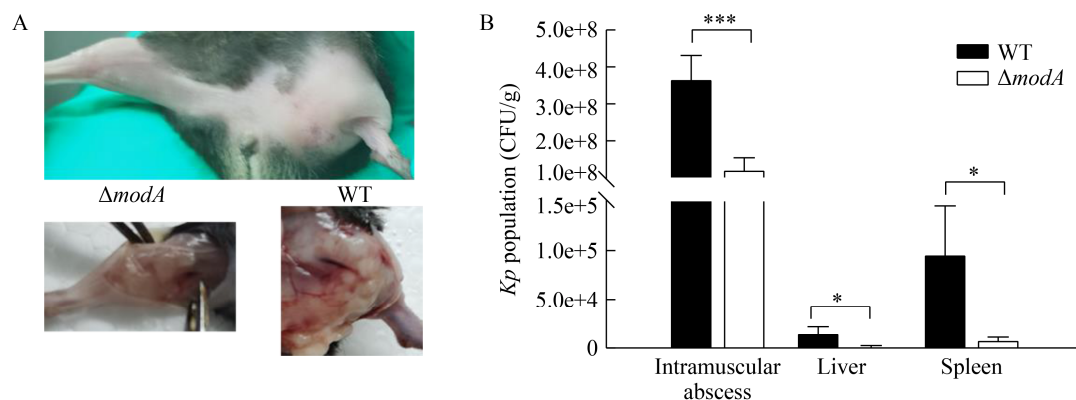 A
ΔmodA
WT
B
Kp population (CFU/g)
5.0e+8
4.0e+8
3.0e+8
2.0e+8
1.0e+8
1.5e+5
1.0e+5
5.0e+4
0
***
*
*
WT
ΔmodA
Intramuscular
abscess
Liver
Spleen